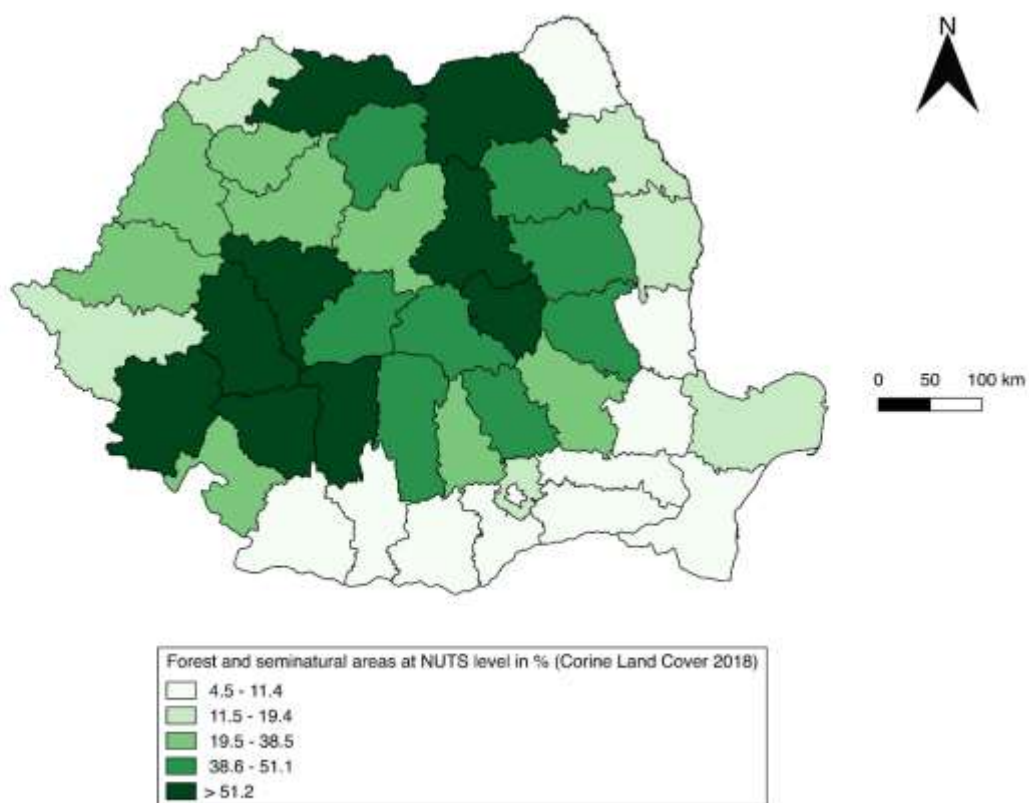 N
0 50 100 km
Forest and seminatural areas at NUTS level in % (Corine Land Cover 2018)
4.5 - 11.4
11.5 - 19.4
19.5 - 38.5
38.6 - 51.1
> 51.2